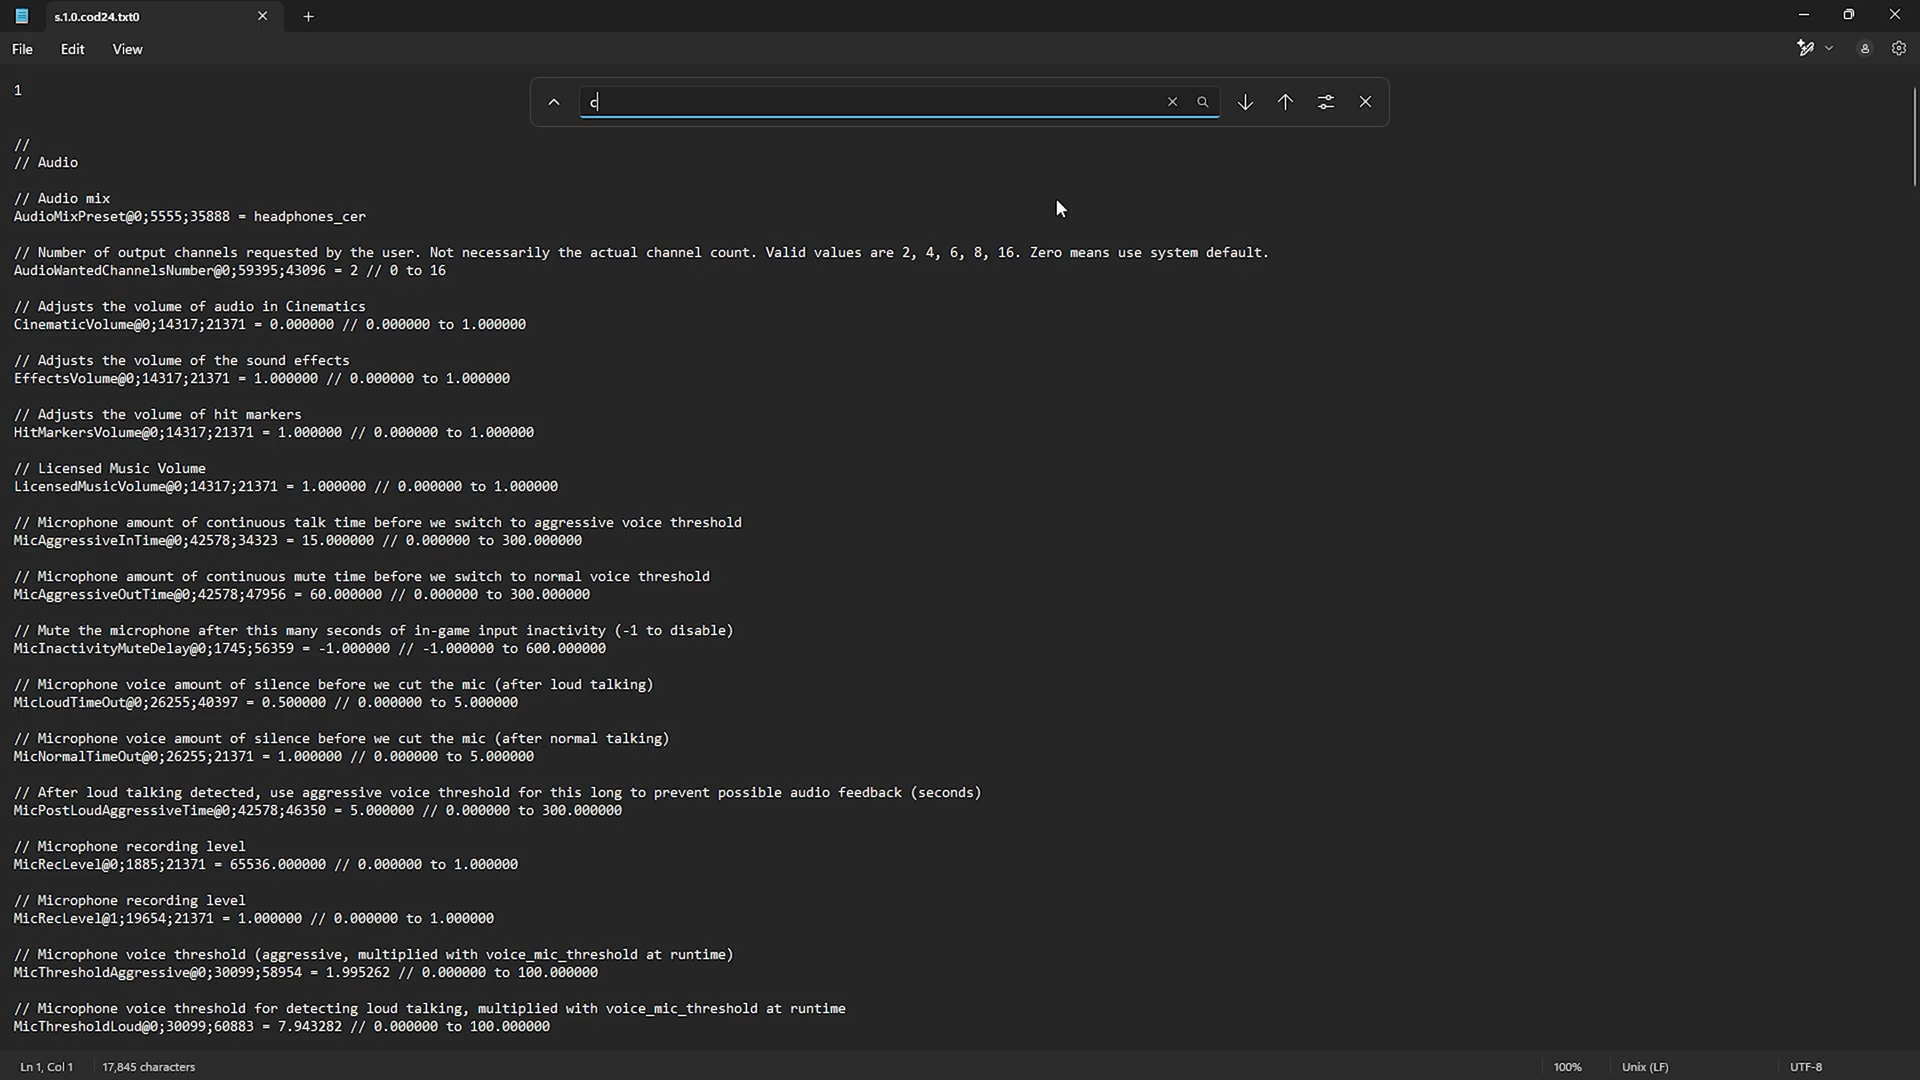 s.1.0.cod24.txt0
File Edit View
c
1
//
// Audio
// Audio mix
AudioMixPreset@0;5555;35888 = headphones_cer
// Number of output channels requested by the user. Not necessarily the actual channel count. Valid values are 2, 4, 6, 8, 16. Zero means use system default.
AudioWantedChannelsNumber@0;59395;43096 = 2 // 0 to 16
// Adjusts the volume of audio in Cinematics
CinematicVolume@0;14317;21371 = 0.000000 // 0.000000 to 1.000000
// Adjusts the volume of the sound effects
EffectsVolume@0;14317;21371 = 1.000000 // 0.000000 to 1.000000
// Adjusts the volume of hit markers
HitMarkersVolume@0;14317;21371 = 1.000000 // 0.000000 to 1.000000
// Licensed Music Volume
LicensedMusicVolume@0;14317;21371 = 1.000000 // 0.000000 to 1.000000
// Microphone amount of continuous talk time before we switch to aggressive voice threshold
MicAggressiveInTime@0;42578;34323 = 15.000000 // 0.000000 to 300.000000
// Microphone amount of continuous mute time before we switch to normal voice threshold
MicAggressiveOutTime@0;42578;47956 = 60.000000 // 0.000000 to 300.000000
// Mute the microphone after this many seconds of in-game input inactivity (-1 to disable)
MicInactivityMuteDelay@0;1745;56359 = -1.000000 // -1.000000 to 600.000000
// Microphone voice amount of silence before we cut the mic (after loud talking)
MicLoudTimeOut@0;26255;40397 = 0.500000 // 0.000000 to 5.000000
// Microphone voice amount of silence before we cut the mic (after normal talking)
MicNormalTimeOut@0;26255;21371 = 1.000000 // 0.000000 to 5.000000
// After loud talking detected, use aggressive voice threshold for this long to prevent possible audio feedback (seconds)
MicPostLoudAggressiveTime@0;42578;46350 = 5.000000 // 0.000000 to 300.000000
// Microphone recording level
MicRecLevel@0;1885;21371 = 65536.000000 // 0.000000 to 1.000000
// Microphone recording level
MicRecLevel@1;19654;21371 = 1.000000 // 0.000000 to 1.000000
// Microphone voice threshold (aggressive, multiplied with voice_mic_threshold at runtime)
MicThresholdAggressive@0;30099;58954 = 1.995262 // 0.000000 to 100.000000
// Microphone voice threshold for detecting loud talking, multiplied with voice_mic_threshold at runtime
MicThresholdLoud@0;30099;60883 = 7.943282 // 0.000000 to 100.000000
Ln 1, Col 1 17,845 characters 100% Unix (LF) UTF-8